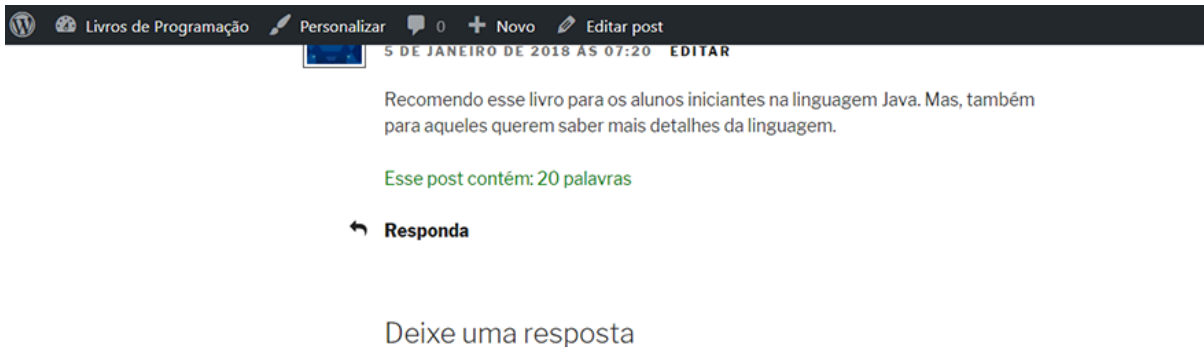 Livros de Programação Personalizar 0 Novo Editar post
5 DE JANEIRO DE 2018 ÀS 07:20 EDITAR
Recomendo esse livro para os alunos iniciantes na linguagem Java. Mas, também
para aqueles querem saber mais detalhes da linguagem.
Esse post contém: 20 palavras
Responda
Deixe uma resposta